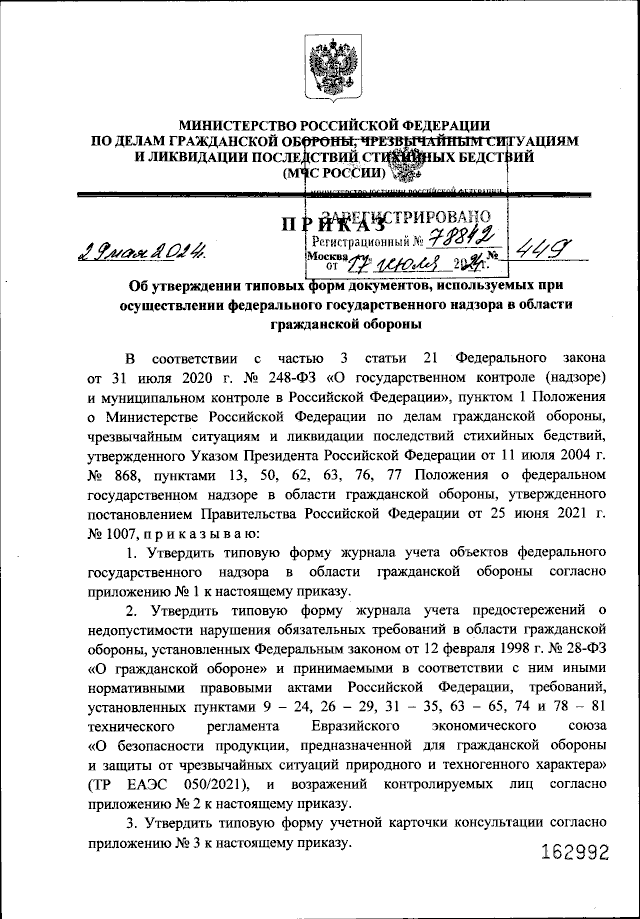 МИНИСТЕРСТВО РОССИЙСКОЙ ФЕДЕРАЦИИ
ПО ДЕЛАМ ГРАЖДАНСКОЙ ОБОРОНЫ, ЧРЕЗВЫЧАЙНЫМ СИТУАЦИЯМ
И ЛИКВИДАЦИИ ПОСЛЕДСТВИЙ СТИХИЙНЫХ БЕДСТВИЙ
(МЧС РОССИИ)
МИНИСТЕРСТВО ЮСТИЦИИ РОССИЙСКОЙ ФЕДЕРАЦИИ
ЗАРЕГИСТРИРОВАНО
ПРИКАЗ
Регистрационный № 78842
29 мая 2024г. Москва № 449
от 17 июля 2024г.
Об утверждении типовых форм документов, используемых при
осуществлении федерального государственного надзора в области
гражданской обороны
В соответствии с частью 3 статьи 21 Федерального закона
от 31 июля 2020 г. № 248-ФЗ «О государственном контроле (надзоре)
и муниципальном контроле в Российской Федерации», пунктом 1 Положения
о Министерстве Российской Федерации по делам гражданской обороны,
чрезвычайным ситуациям и ликвидации последствий стихийных бедствий,
утвержденного Указом Президента Российской Федерации от 11 июля 2004 г.
№ 868, пунктами 13, 50, 62, 63, 76, 77 Положения о федеральном
государственном надзоре в области гражданской обороны, утвержденного
постановлением Правительства Российской Федерации от 25 июня 2021 г.
№ 1007, п р и к а з ы в а ю:
1. Утвердить типовую форму журнала учета объектов федерального
государственного надзора в области гражданской обороны согласно
приложению № 1 к настоящему приказу.
2. Утвердить типовую форму журнала учета предостережений о
недопустимости нарушения обязательных требований в области гражданской
обороны, установленных Федеральным законом от 12 февраля 1998 г. № 28-ФЗ
«О гражданской обороне» и принимаемыми в соответствии с ним иными
нормативными правовыми актами Российской Федерации, требований,
установленных пунктами 9 – 24, 26 – 29, 31 – 35, 63 – 65, 74 и 78 – 81
технического регламента Евразийского экономического союза
«О безопасности продукции, предназначенной для гражданской обороны
и защиты от чрезвычайных ситуаций природного и техногенного характера»
(ТР ЕАЭС 050/2021), и возражений контролируемых лиц согласно
приложению № 2 к настоящему приказу.
3. Утвердить типовую форму учетной карточки консультации согласно
приложению № 3 к настоящему приказу.
162992